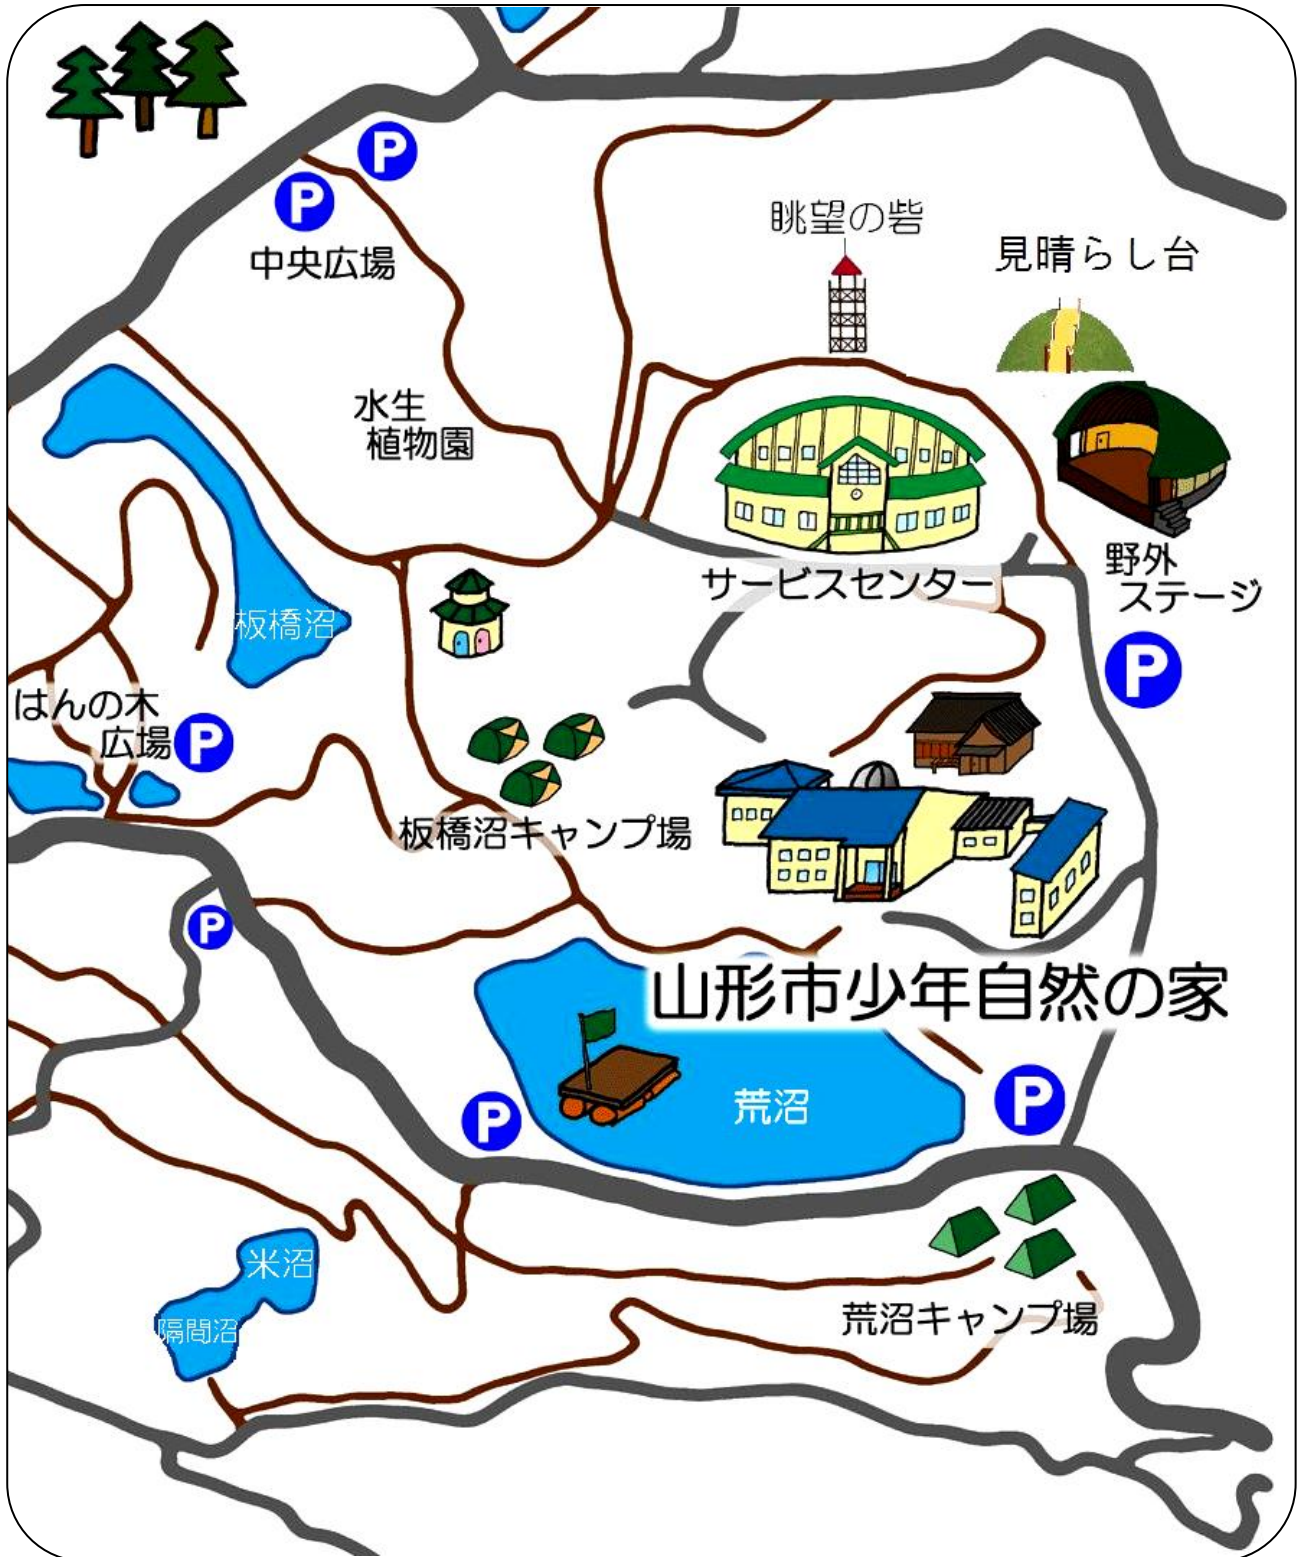 P
P
中央広場
眺望の砦
見晴らし台
水生
植物園
サービスセンター
野外
ステージ
板橋沼
P
はんの木
広場
P
板橋沼キャンプ場
P
山形市少年自然の家
荒沼
P
P
米沼
隔間沼
荒沼キャンプ場